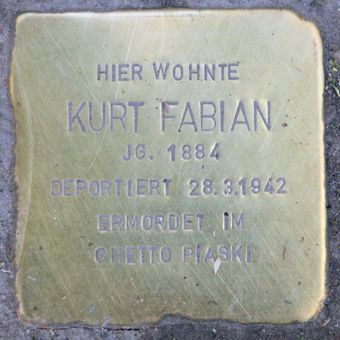 HIER WOHNTE
KURT FABIAN
JG. 1884
DEPORTIERT 28.3.1942
ERMORDET IM
GHETTO PIASKI